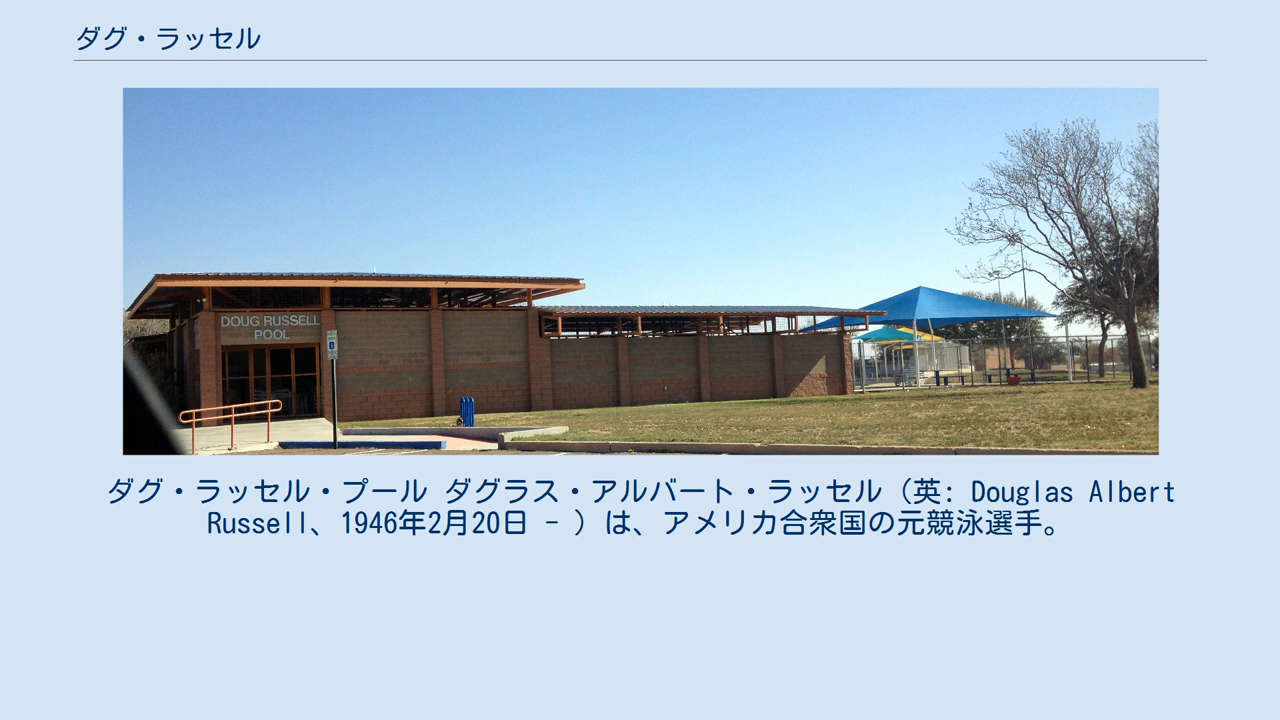 ダグ・ラッセル
DOUG RUSSELL
POOL
ダグ・ラッセル・プール ダグラス・アルバート・ラッセル（英: Douglas Albert
Russell、1946年2月20日 - ）は、アメリカ合衆国の元競泳選手。